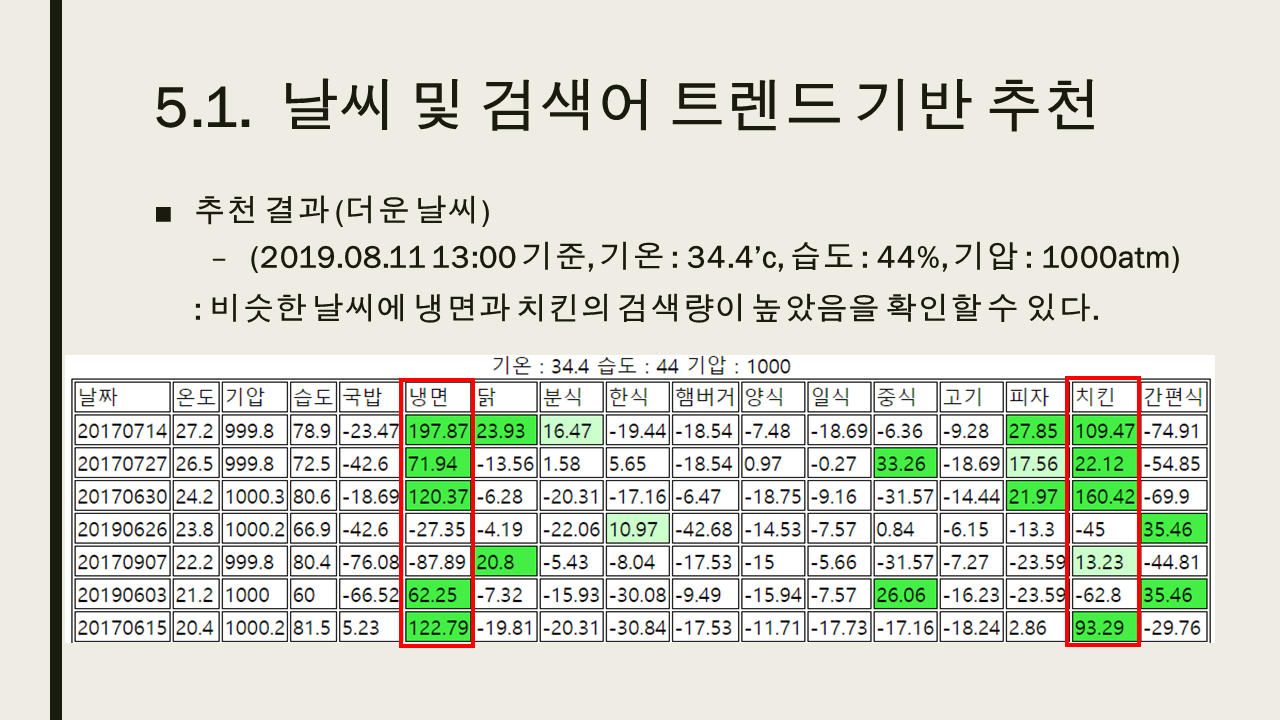 5.1. 날씨 및 검색어 트렌드 기반 추천
■ 추천 결과 (더운 날씨)
– (2019.08.11 13:00 기준, 기온 : 34.4’c, 습도 : 44%, 기압 : 1000atm)
: 비슷한 날씨에 냉면과 치킨의 검색량이 높았음을 확인할 수 있다.
기온 : 34.4 습도 : 44 기압 : 1000
날짜 온도 기압 습도 국밥 냉면 닭 분식 한식 햄버거 양식 일식 중식 고기 피자 치킨 간편식
20170714 27.2 999.8 78.9 -23.47 197.87 23.93 16.47 -19.44 -18.54 -7.48 -18.69 -6.36 -9.28 27.85 109.47 -74.91
20170727 26.5 999.8 72.5 -42.6 71.94 -13.56 1.58 5.65 -18.54 0.97 -0.27 33.26 -18.69 17.56 22.12 -54.85
20170630 24.2 1000.3 80.6 -18.69 120.37 -6.28 -20.31 -17.16 -6.47 -18.75 -9.16 -31.57 -14.44 21.97 160.42 -69.9
20190626 23.8 1000.2 66.9 -42.6 -27.35 -4.19 -22.06 10.97 -42.68 -14.53 -7.57 0.84 -6.15 -13.3 -45 35.46
20170907 22.2 999.8 80.4 -76.08 -87.89 20.8 -5.43 -8.04 -17.53 -15 -5.66 -31.57 -7.27 -23.59 13.23 -44.81
20190603 21.2 1000 60 -66.52 62.25 -7.32 -15.93 -30.08 -9.49 -15.94 -7.57 26.06 -16.23 -23.59 -62.8 35.46
20170615 20.4 1000.2 81.5 5.23 122.79 -19.81 -20.31 -30.84 -17.53 -11.71 -17.73 -17.16 -18.24 2.86 93.29 -29.76